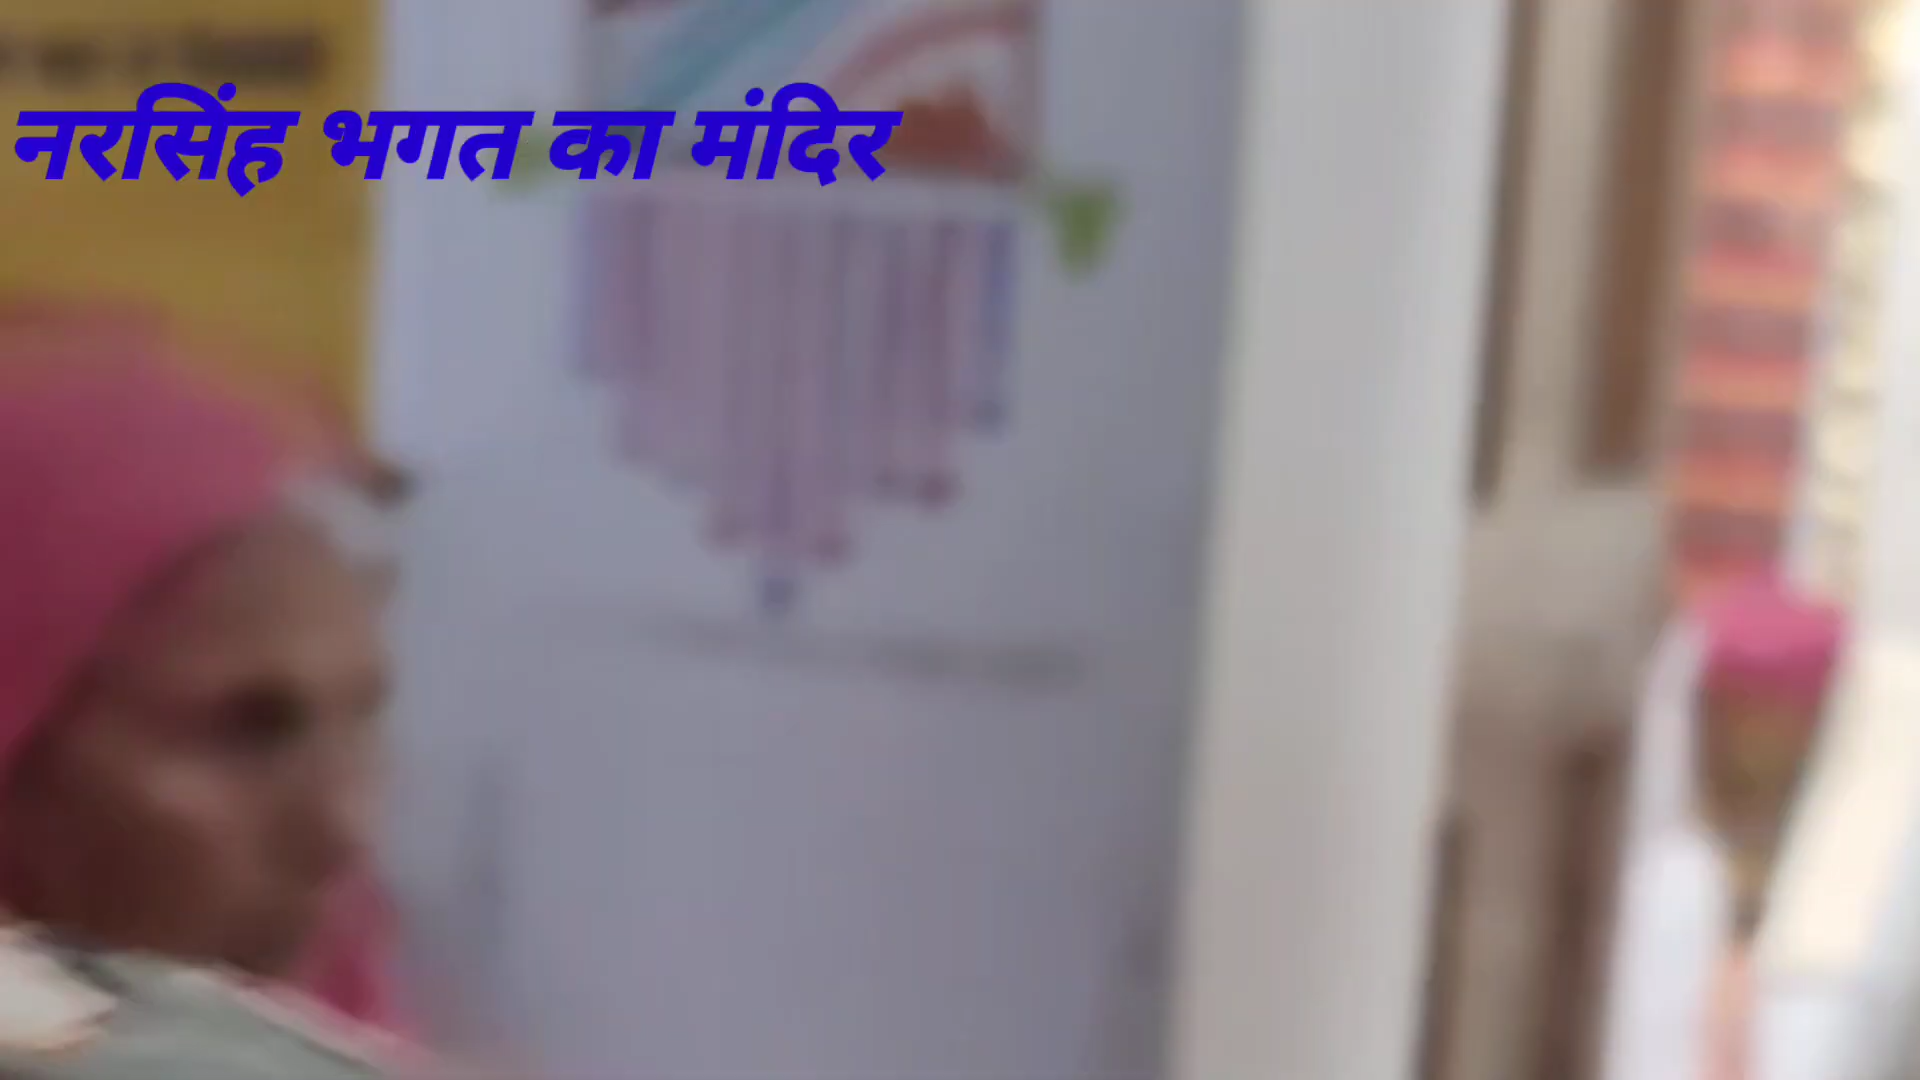 नरसिंह भगत का मंदिर